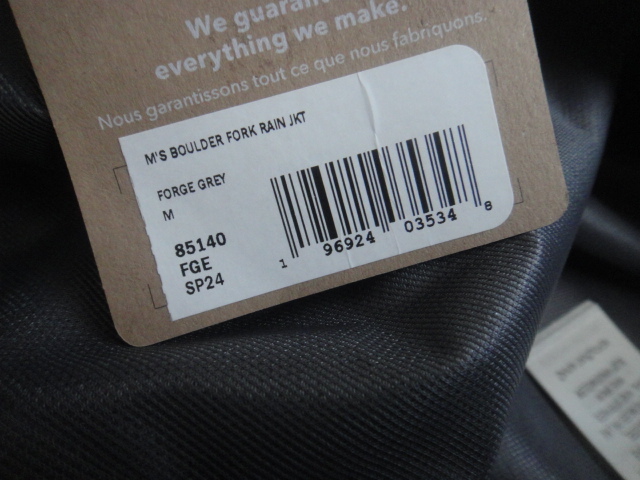 We guarant
everything we make.
Nous garantissons tout ce que nous fabriquons.
M'S BOULDER FORK RAIN JKT
FORGE GREY
M
85140
FGE
SP24
1 96924 03534 8